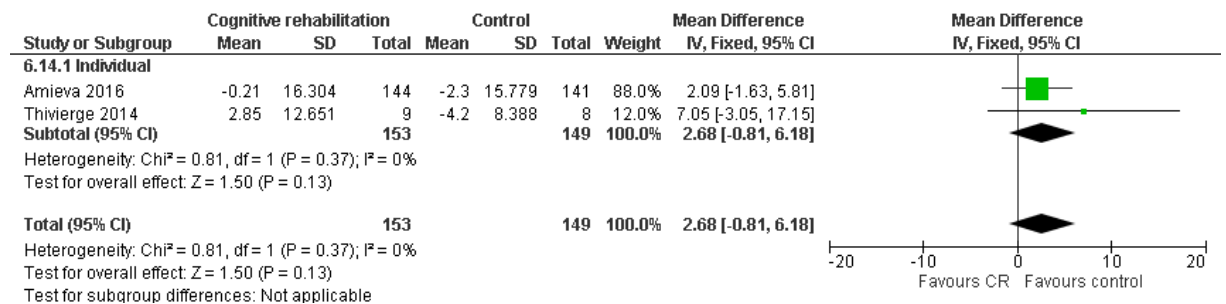 Cognitive rehabilitation Control Mean Difference Mean Difference
Study or Subgroup Mean SD Total Mean SD Total Weight IV, Fixed, 95% CI IV, Fixed, 95% CI
6.14.1 Individual
Amieva 2016 -0.21 16.304 144 -2.3 15.779 141 88.0% 2.09 [-1.63, 5.81]
Thivierge 2014 2.85 12.651 9 -4.2 8.388 8 12.0% 7.05 [-3.05, 17.15]
Subtotal (95% CI) 153 149 100.0% 2.68 [-0.81, 6.18]
Heterogeneity: Chi² = 0.81, df = 1 (P = 0.37); I² = 0%
Test for overall effect: Z = 1.50 (P = 0.13)
Total (95% CI) 153 149 100.0% 2.68 [-0.81, 6.18]
Heterogeneity: Chi² = 0.81, df = 1 (P = 0.37); I² = 0%
Test for overall effect: Z = 1.50 (P = 0.13)
Test for subgroup differences: Not applicable
-20 -10 0 10 20
Favours CR Favours control